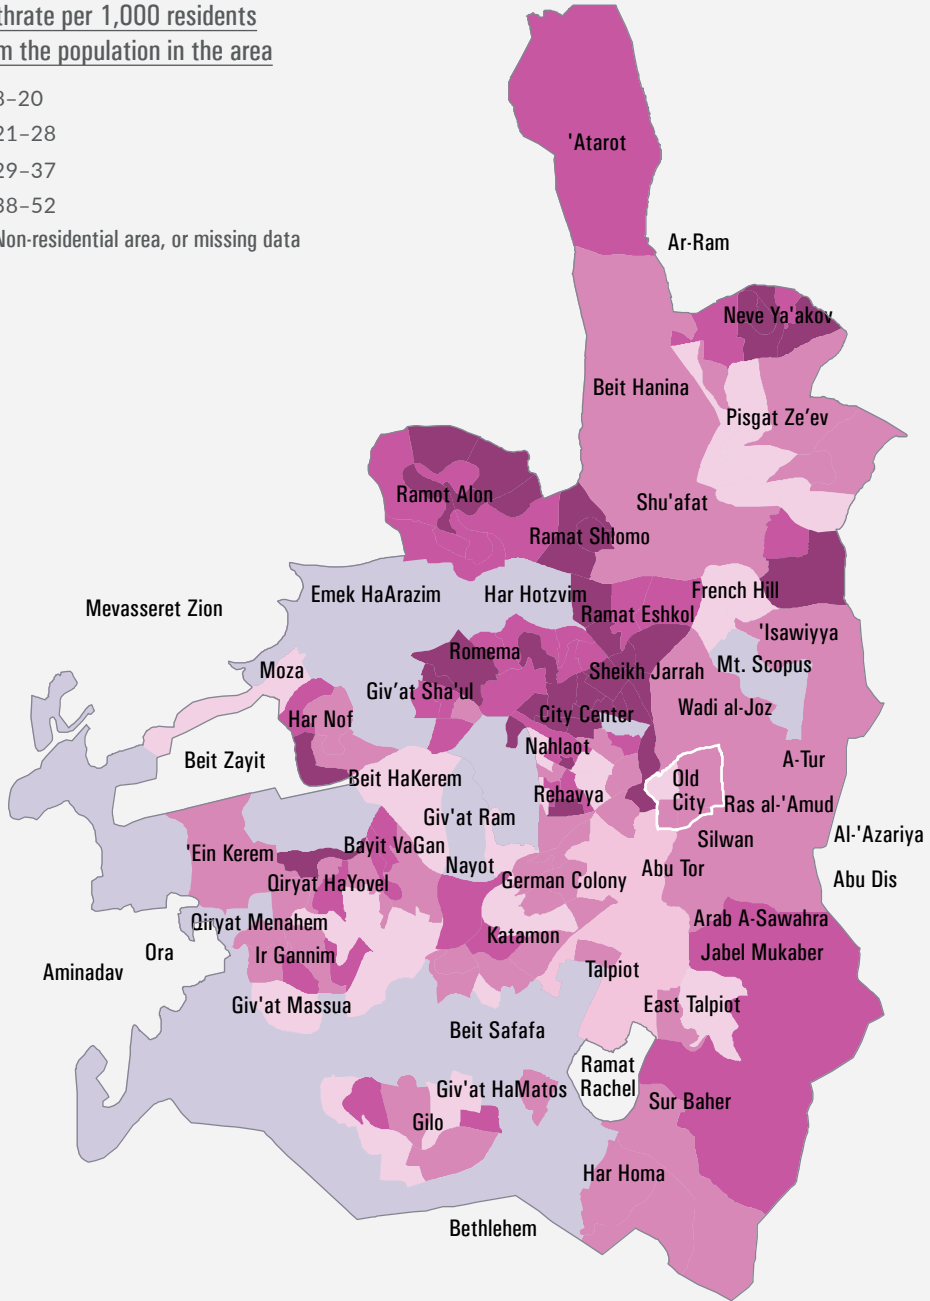 thrate per 1,000 residents
m the population in the area
3–20
21–28
29–37
38–52
Non-residential area, or missing data
'Atarot
Ar-Ram
Neve Ya'akov
Beit Hanina
Pisgat Ze’ev
Ramot Alon
Shu'afat
Ramat Shlomo
Emek HaArazim
Har Hotzvim
French Hill
Mevasseret Zion
Ramat Eshkol
'Isawiyya
Romema
Moza
Sheikh Jarrah
Mt. Scopus
Giv’at Sha'ul
Har Nof
City Center
Wadi al-Joz
Nahlaot
Beit Zayit
A-Tur
Beit HaKerem
Old
City
Rehavya
Ras al-'Amud
Giv'at Ram
Silwan
Al-'Azariya
'Ein Kerem
Bayit VaGan
Nayot
Abu Tor
Qiryat HaYovel
German Colony
Abu Dis
Qiryat Menahem
Arab A-Sawahra
Katamon
Ora
Ir Gannim
Jabel Mukaber
Aminadav
Talpiot
Giv'at Massua
East Talpiot
Beit Safafa
Ramat
Rachel
Giv'at HaMatos
Sur Baher
Gilo
Har Homa
Bethlehem